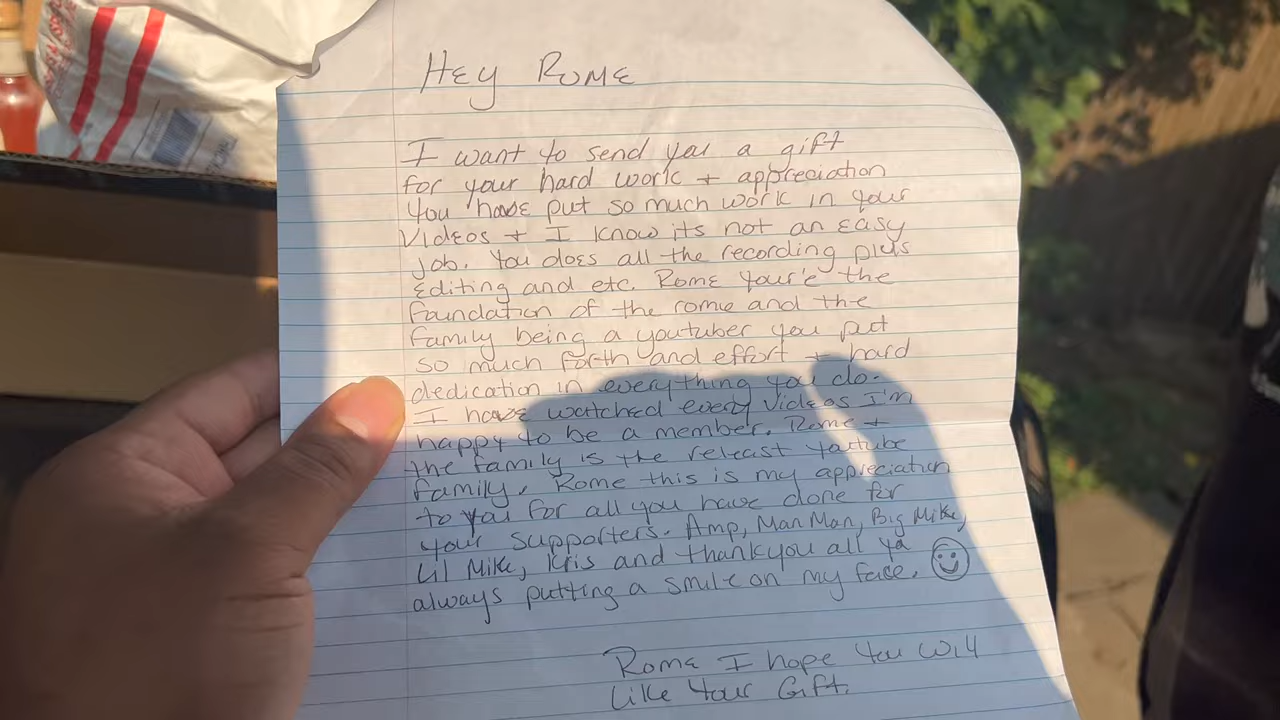 HEY ROME
I want to send you a gift
for your hard work + appreciation
You have put so much work in your
Videos + I know its not an easy
job. You does all the recording plus
Editing and etc. Rome your'e the
foundation of the rome and the
family being a youtuber you put
so much forth and effort + hard
dedication in everything you do.
I have watched every videos I'm
happy to be a member. Rome +
the family is the releast youtube
family. Rome this is my appreciation
to you for all you have done for
your supporters. Amp, Man Man, Big Mike,
Lil Mike, Kris and thankyou all ya
always putting a smile on my face.
Rome I hope you will
Like Your Gift.